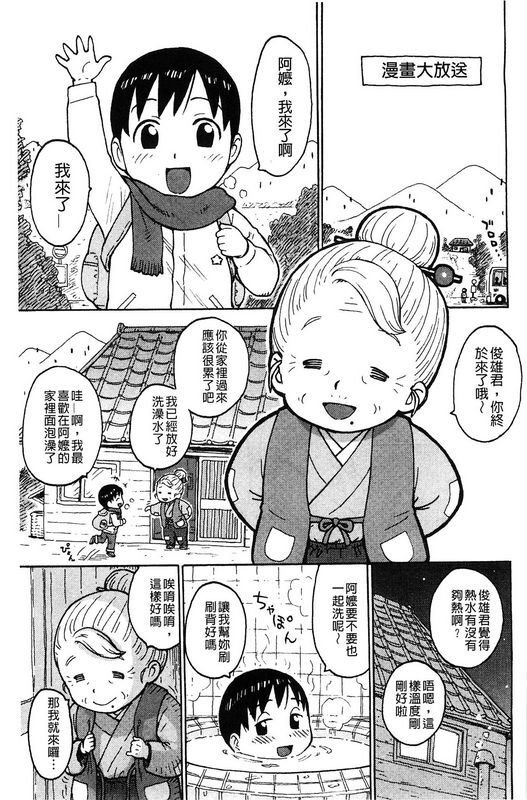 漫畫大放送
ゴロロ
阿嬤，我
來了啊
我來了—
俊雄君，你終
於來了哦～
你從家裡過來
應該很累了吧
我已經放好
洗澡水了
哇—啊，我最
喜歡在阿嬤的
家裡面泡澡了
ぴゅん
俊雄君覺得
熱水有沒有
夠熱啊？
唔嗯，這
樣溫度剛
剛好啦
阿嬤要不要也
一起洗呢～
讓我幫妳刷
刷背好嗎
ちゃぽん
唉唷唉唷，
這樣好嗎
那我
就來囉…